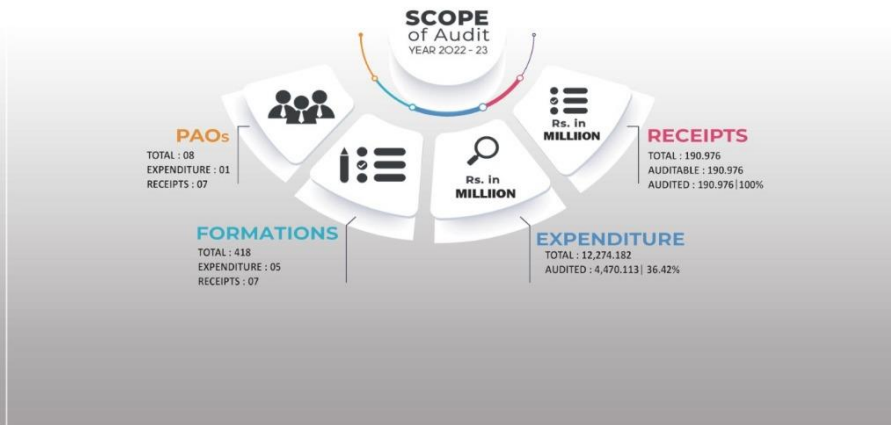 SCOPE
of Audit
YEAR 2022 - 23
PAOs
TOTAL : 08
EXPENDITURE : 01
RECEIPTS : 07
FORMATIONS
TOTAL : 418
EXPENDITURE : 05
RECEIPTS : 07
Rs. in
MILLIION
EXPENDITURE
TOTAL : 12,274.182
AUDITED : 4,470.113| 36.42%
Rs. in
MILLIION
RECEIPTS
TOTAL : 190.976
AUDITABLE : 190.976
AUDITED : 190.976|100%